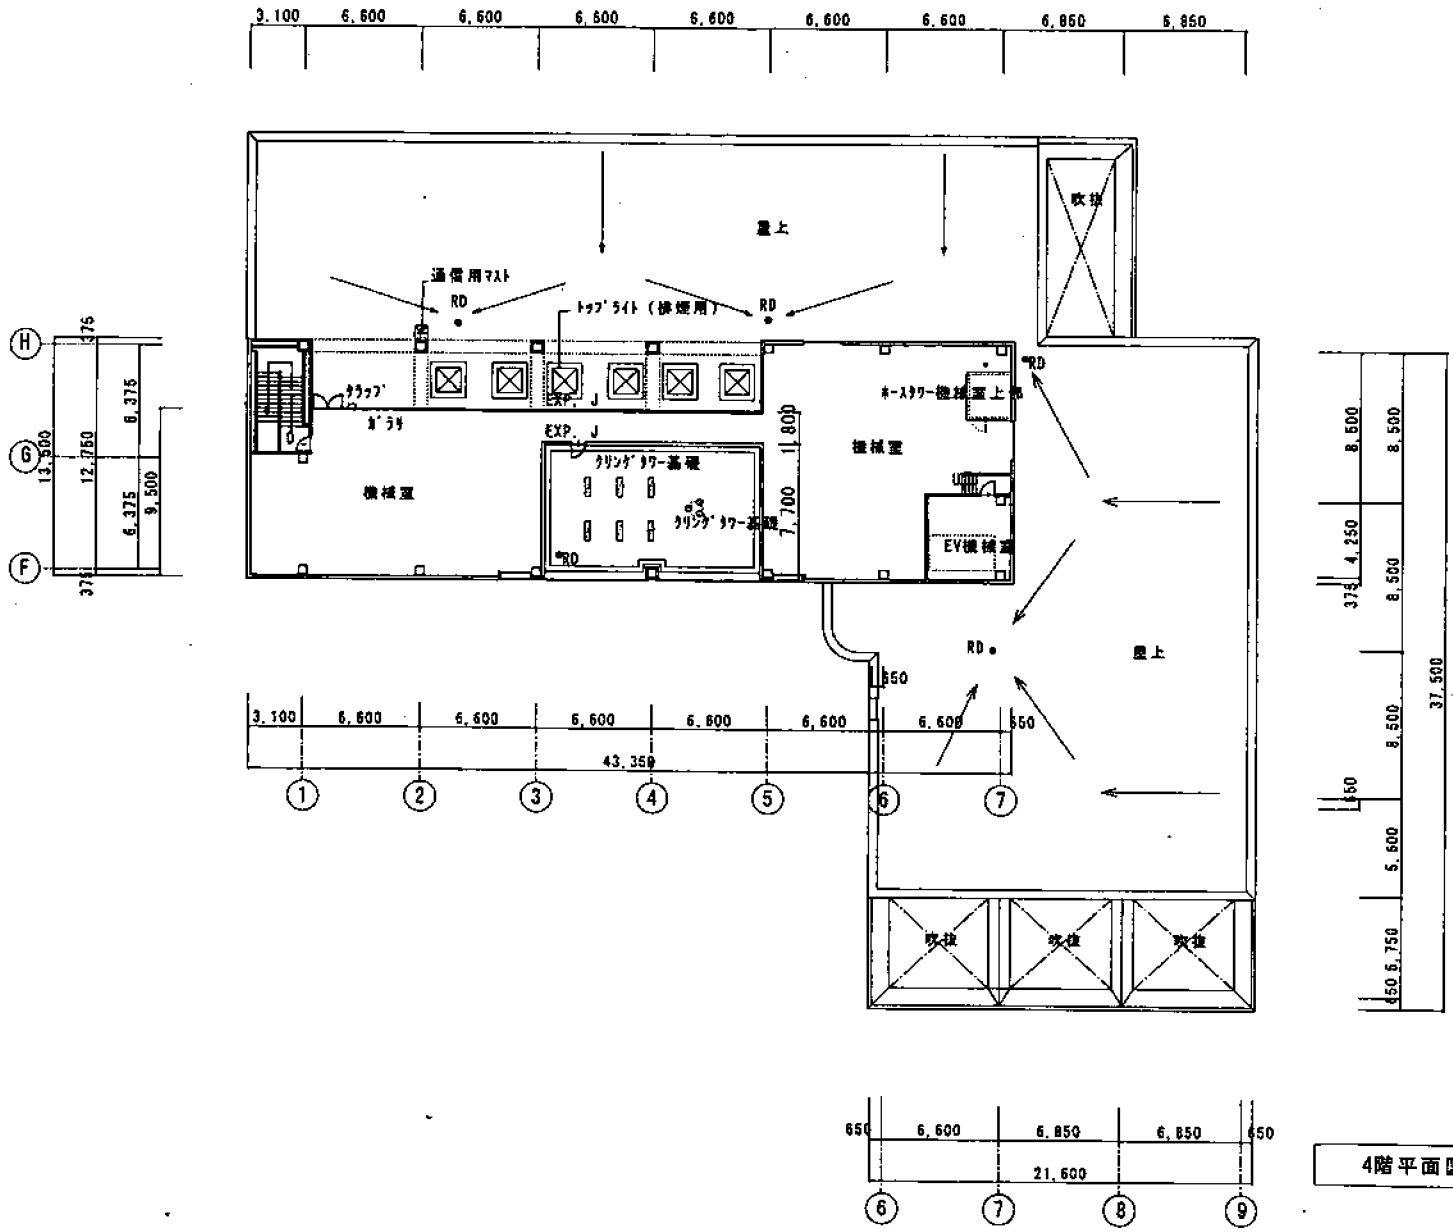 3,100 6,600 6,600 6,600 6,600 6,600 6,600 6,850 6,850
吹抜
屋上
通信用マスト
RD
トップライト(排煙用)
RD
H
375
タラップ
EXP. J
ガラリ
RD
ホースタワー機械室上部
6,375
G
13,500
12,750
EXP. J
1,800
機械室
8,500
8,500
クリングタワー基礎
機械室
6,375
9,500
7,700
クリングタワー基礎
RD
EV機械室
4,250
F
375
375
8,500
RD
屋上
650
37,500
3,100 6,600 6,600 6,600 6,600 6,600 6,600 650
8,500
43,350
1 2 3 4 5 6 7
650
5,600
吹抜 吹抜 吹抜
5,750
650
650 6,600 6,850 6,850 650
21,600
4階平面図
6 7 8 9